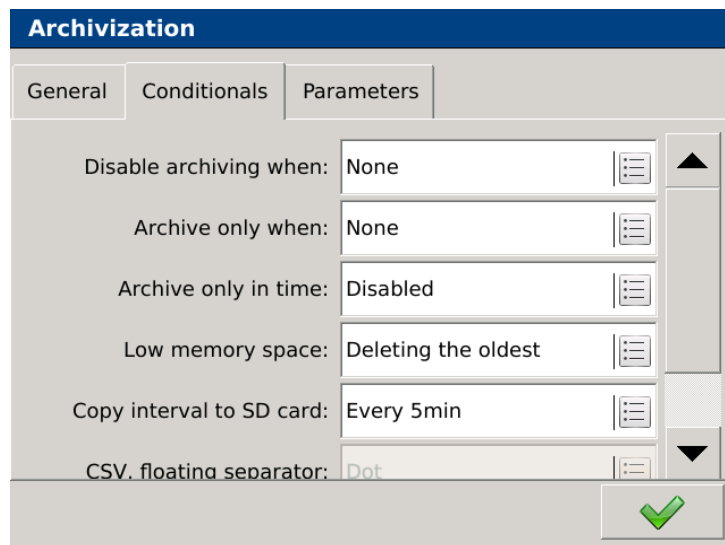 Archivization
General Conditionals Parameters
Disable archiving when: None
Archive only when: None
Archive only in time: Disabled
Low memory space: Deleting the oldest
Copy interval to SD card: Every 5min
CSV, floating separator: Dot